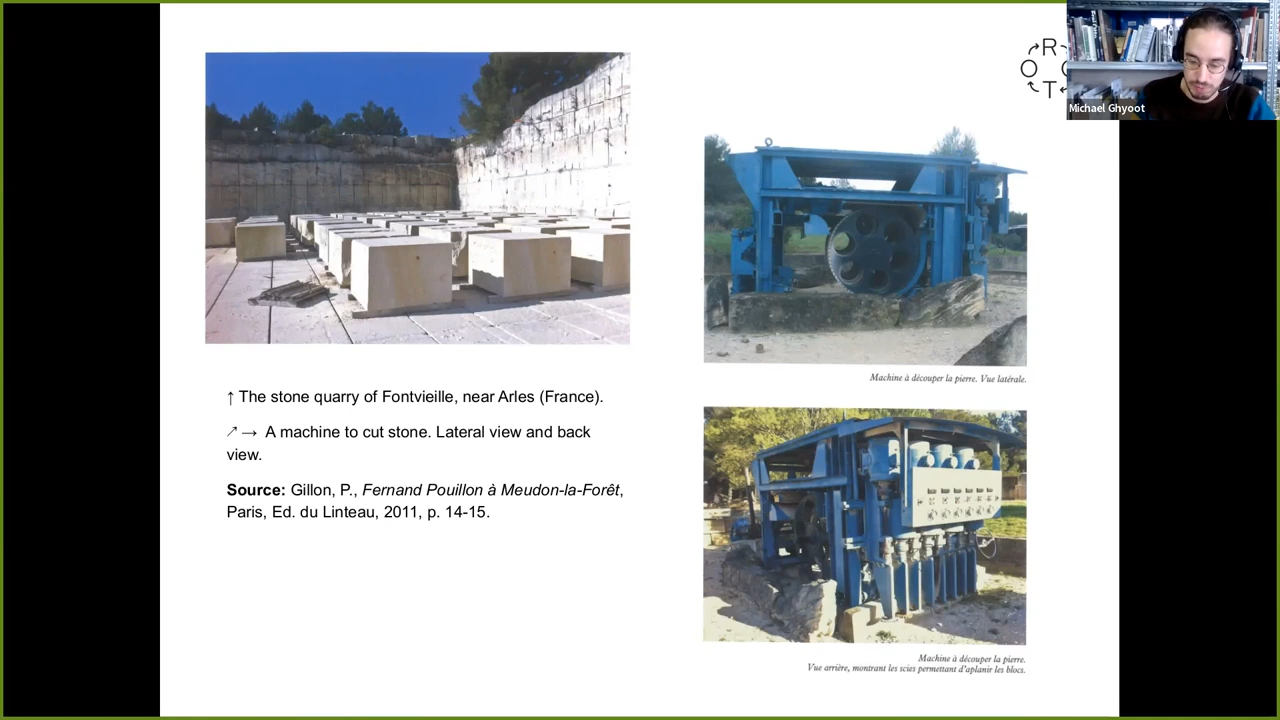 R
O
T
Michael Ghyoot
Machine à découper la pierre. Vue latérale.
↑ The stone quarry of Fontvieille, near Arles (France).
↗ → A machine to cut stone. Lateral view and back
view.
Source: Gillon, P., Fernand Pouillon à Meudon-la-Forêt,
Paris, Ed. du Linteau, 2011, p. 14-15.
Machine à découper la pierre.
Vue arrière, montrant les scies permettant d'aplanir les blocs.